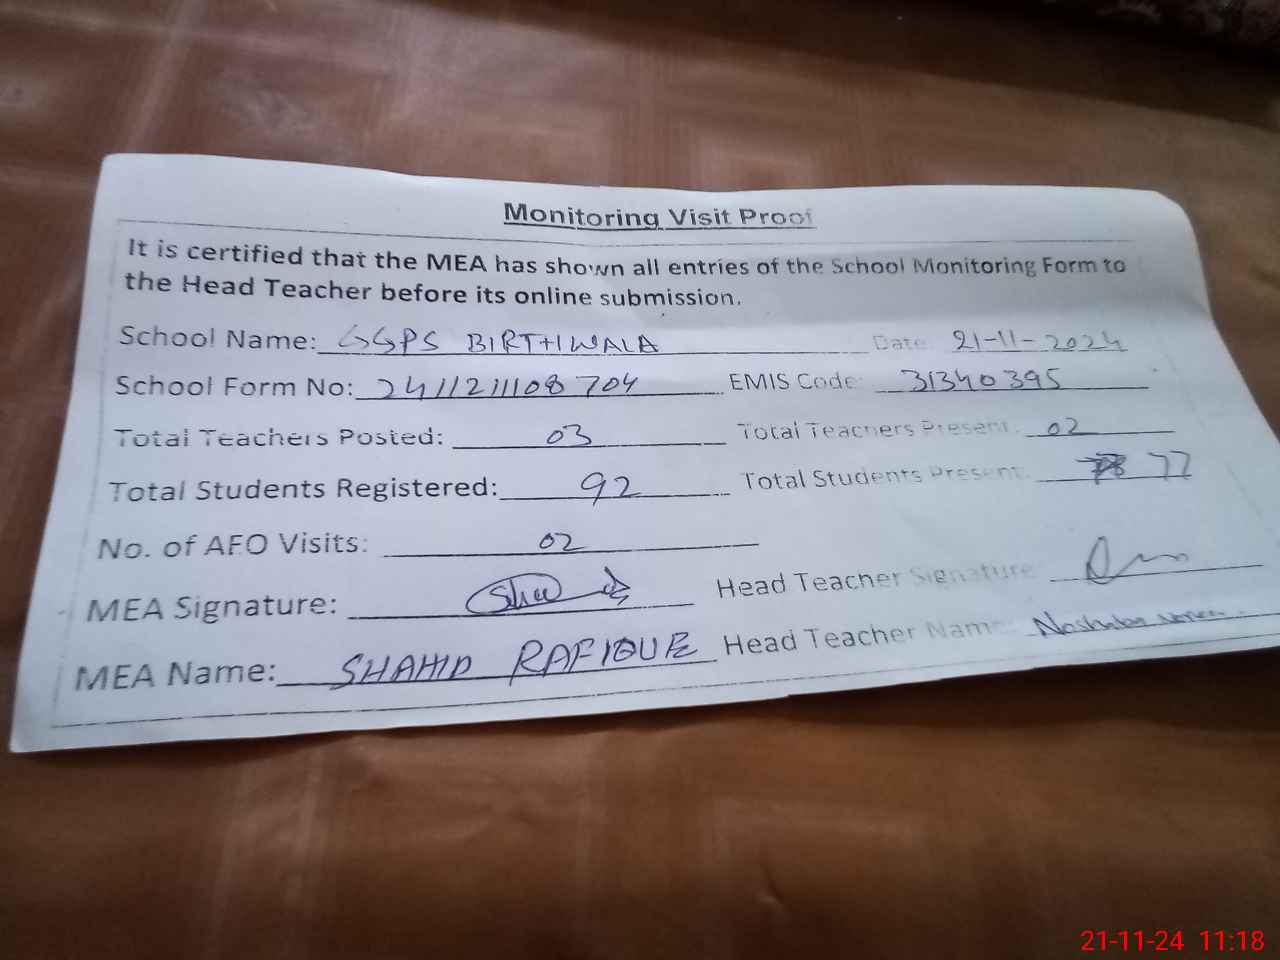 Monitoring Visit Proof
It is certified that the MEA has shown all entries of the School Monitoring Form to
the Head Teacher before its online submission.
School Name: GGPS BIRTHWALA Date: 21-11-2024
School Form No: 2411211108704 EMIS Code: 31340395
Total Teachers Posted: 03 Total Teachers Present: 02
Total Students Registered: 92 Total Students Present: 77
No. of AEO Visits: 02
MEA Signature: Head Teacher Signature:
MEA Name: SHAHID RAFIQUE Head Teacher Name:
21-11-24 11:18